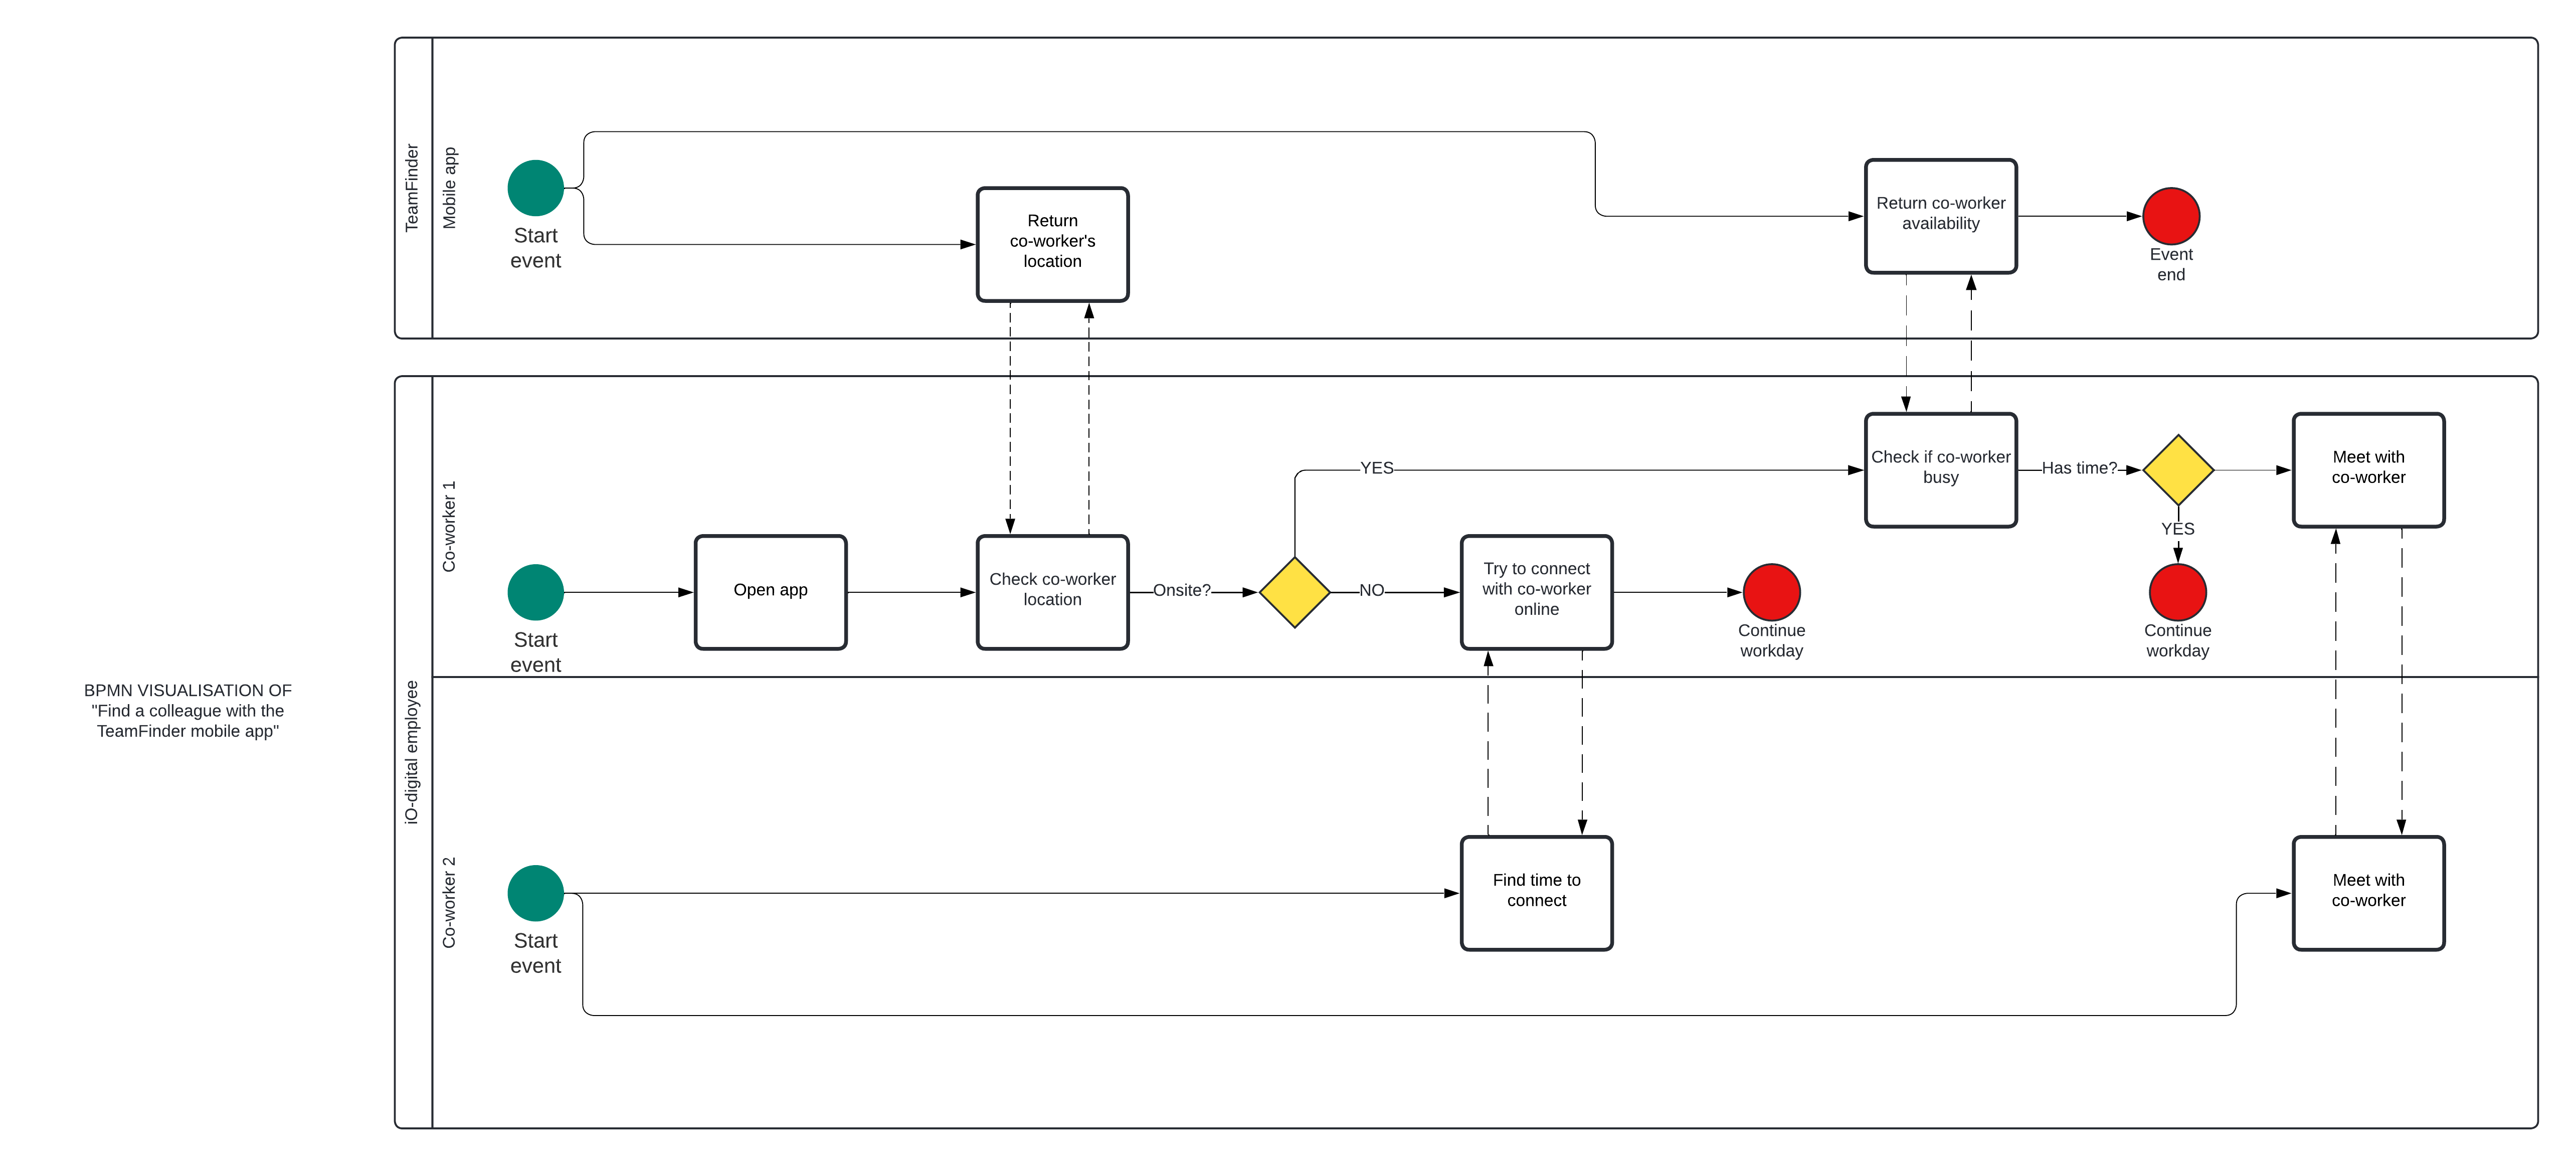 TeamFinder
Mobile app
Start
event
Return
co-worker's
location
Return co-worker
availability
Event
end
iO-digital employee
Co-worker 1
Start
event
Open app
Check co-worker
location
Onsite?
YES
NO
Try to connect
with co-worker
online
Continue
workday
Check if co-worker
busy
Has time?
YES
Continue
workday
Meet with
co-worker
BPMN VISUALISATION OF
"Find a colleague with the
TeamFinder mobile app"
Co-worker 2
Start
event
Find time to
connect
Meet with
co-worker